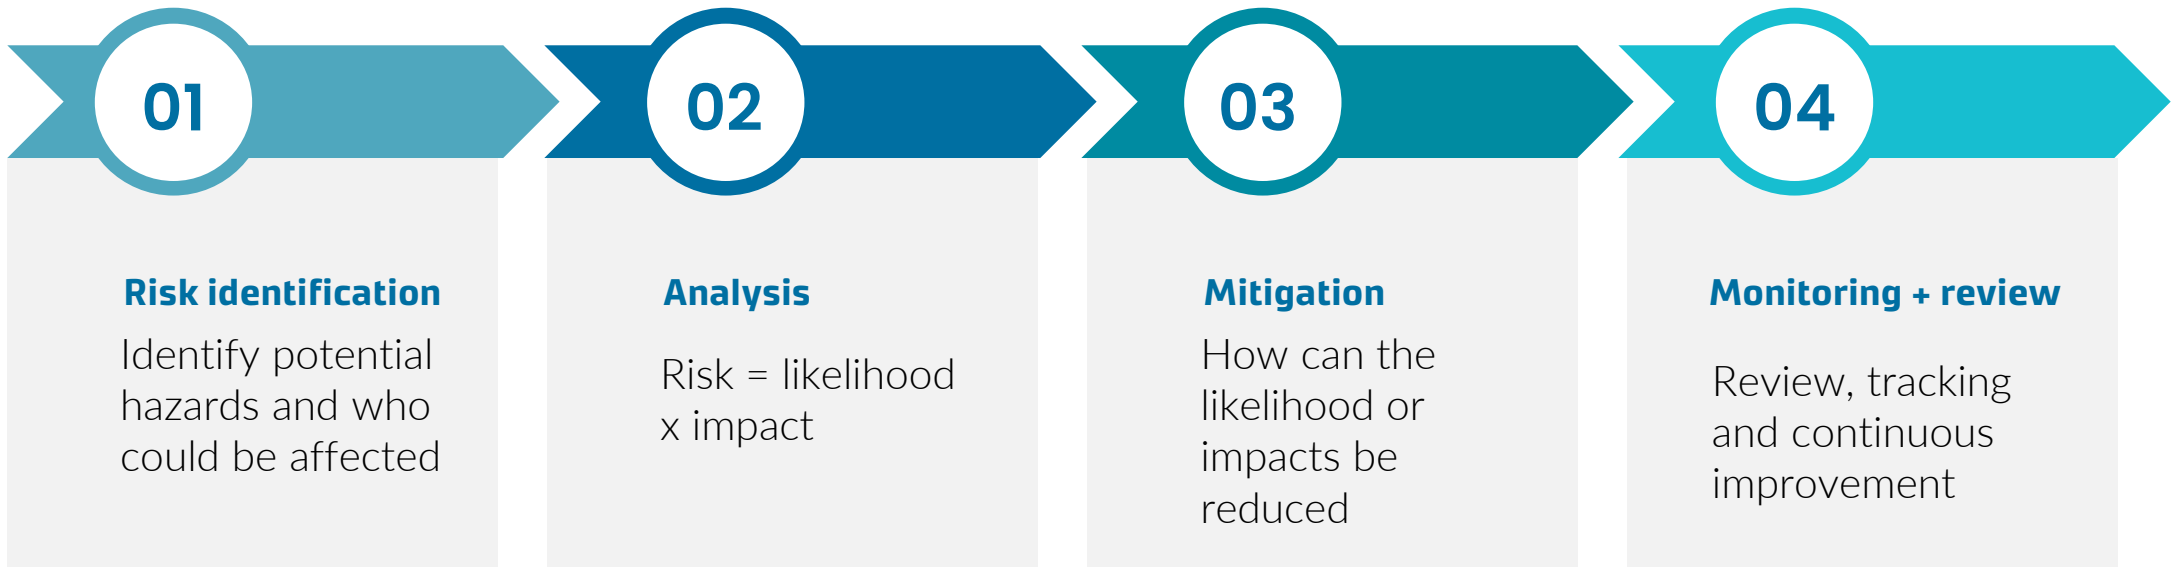 01
Risk identification
Identify potential
hazards and who
could be affected
02
Analysis
Risk = likelihood
x impact
03
Mitigation
How can the
likelihood or
impacts be
reduced
04
Monitoring + review
Review, tracking
and continuous
improvement